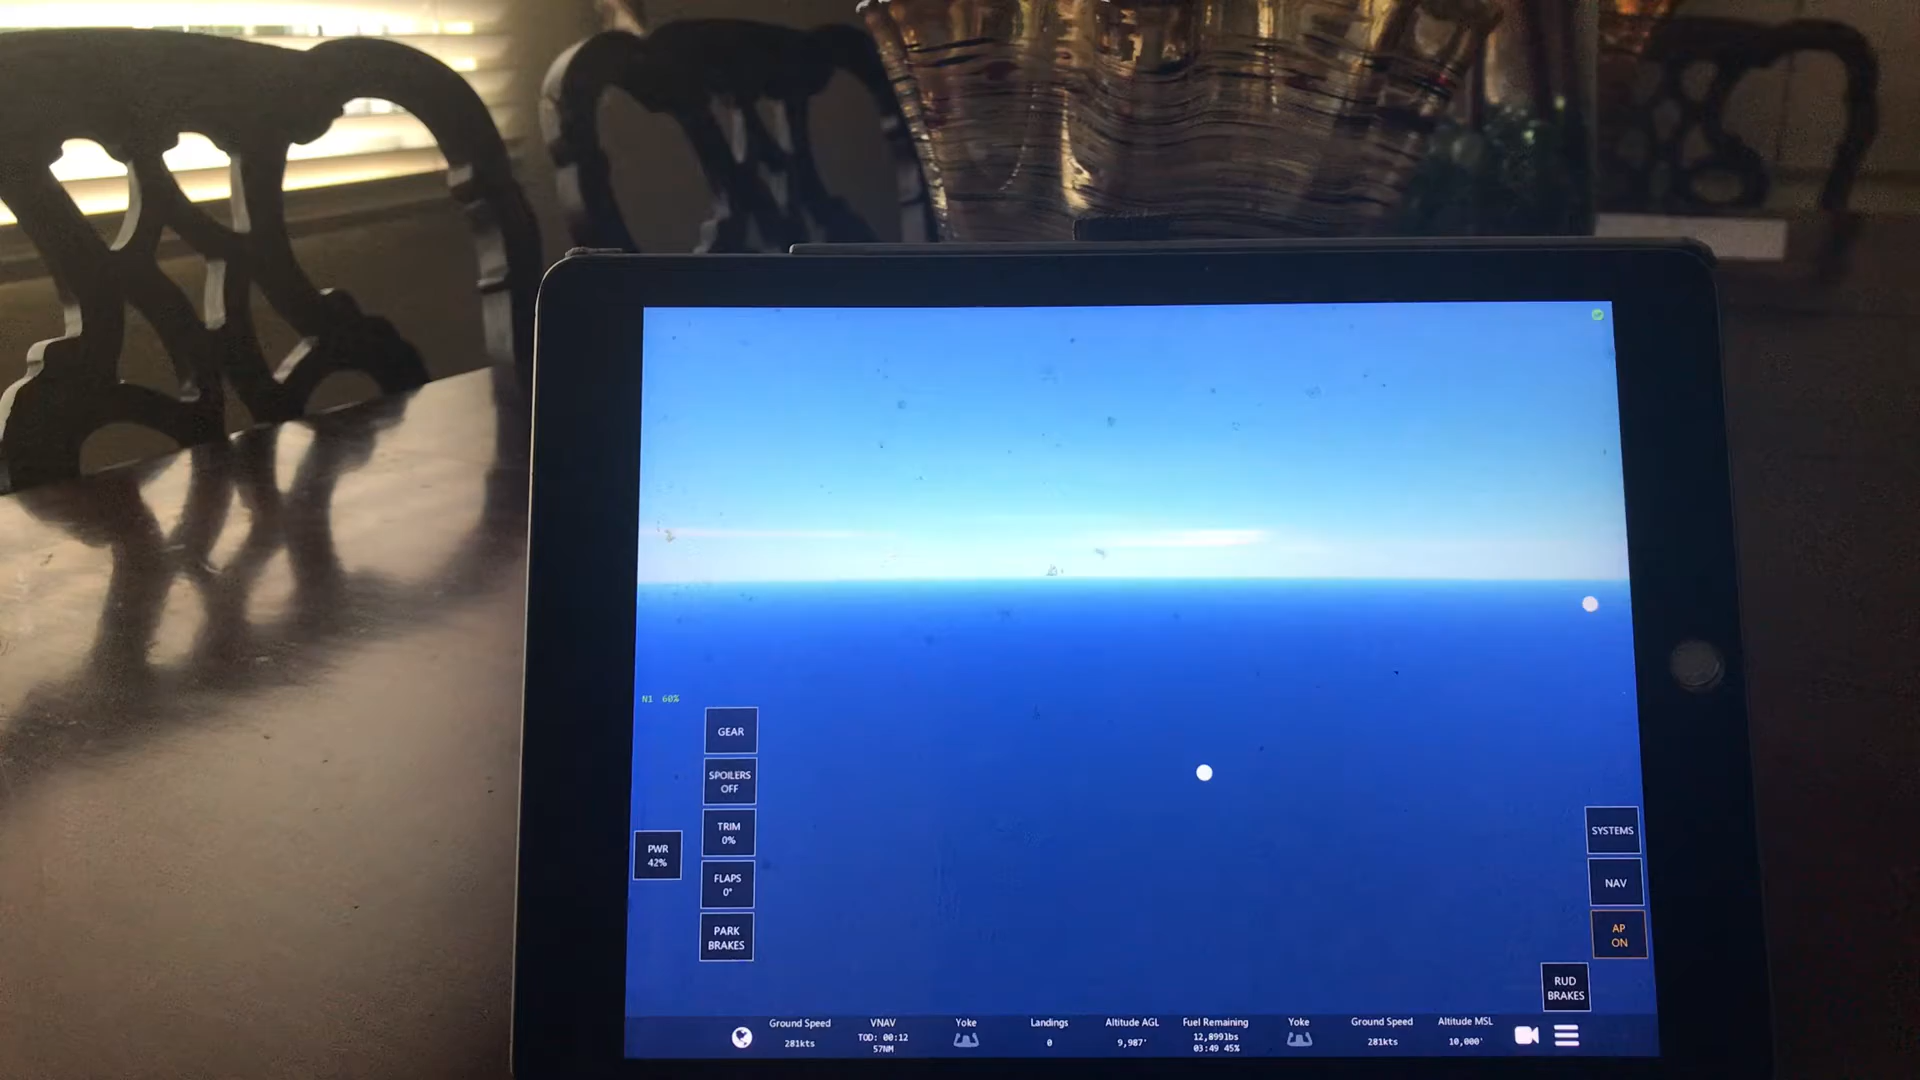 N1 60%
GEAR
SPOILERS
OFF
TRIM
0%
PWR
42%
FLAPS
0°
PARK
BRAKES
SYSTEMS
NAV
AP
ON
RUD
BRAKES
Ground Speed
281kts
VNAV
TOD: 00:12
57NM
Yoke
Landings
0
Altitude AGL
9,987'
Fuel Remaining
12,899lbs
03:49 45%
Yoke
Ground Speed
281kts
Altitude MSL
10,000'